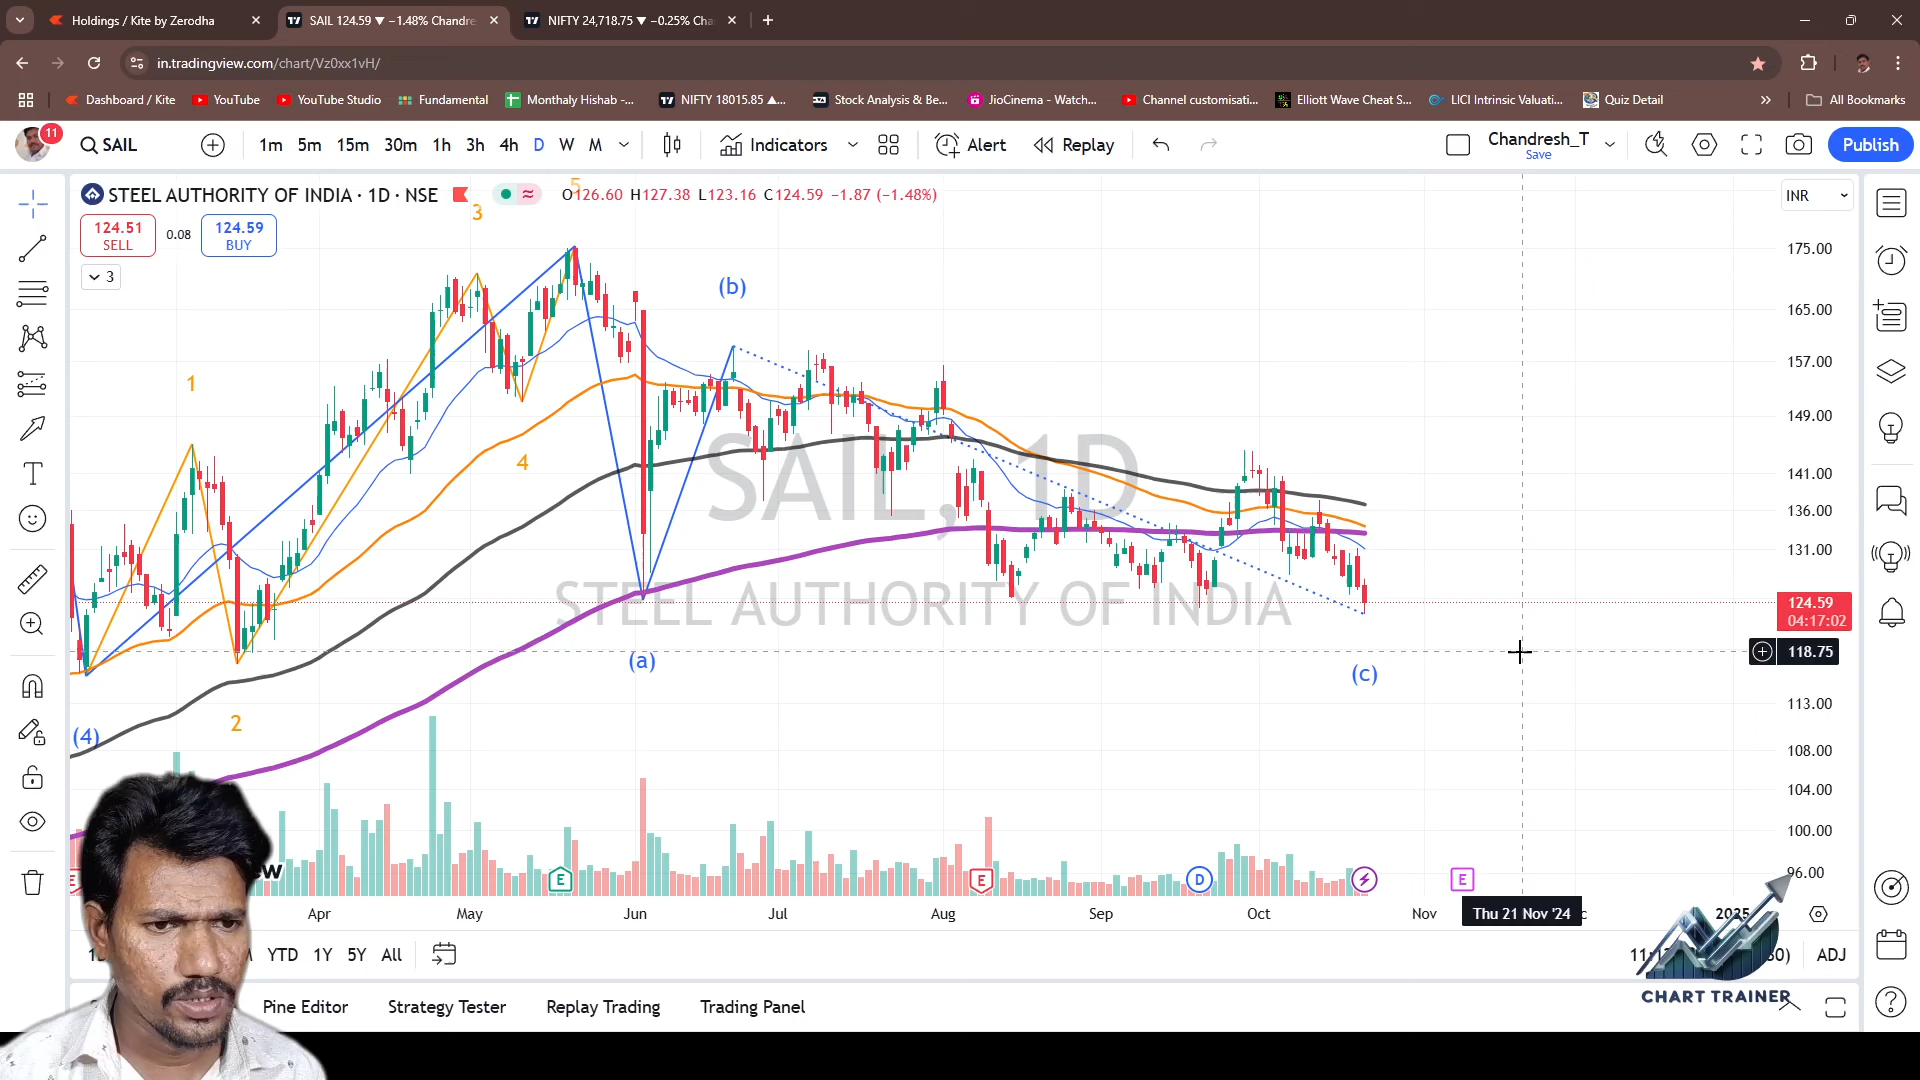 Holdings / Kite by Zerodha
SAIL 124.59 ▼ −1.48% Chandre
NIFTY 24,718.75 ▼ −0.25% Cha
in.tradingview.com/chart/Vz0xx1vH/
Dashboard / Kite
YouTube
YouTube Studio
Fundamental
Monthaly Hishab -...
NIFTY 18015.85 ▲...
Stock Analysis & Be...
JioCinema - Watch...
Channel customisati...
Elliott Wave Cheat S...
LICI Intrinsic Valuati...
Quiz Detail
All Bookmarks
11
SAIL
1m 5m 15m 30m 1h 3h 4h D W M
Indicators
Alert
Replay
Chandresh_T
Save
Publish
STEEL AUTHORITY OF INDIA · 1D · NSE
O126.60 H127.38 L123.16 C124.59 −1.87 (−1.48%)
INR
124.51
SELL
0.08
124.59
BUY
3
SAIL, 1D
STEEL AUTHORITY OF INDIA
1
2
3
4
5
(4)
(a)
(b)
(c)
175.00
165.00
157.00
149.00
141.00
136.00
131.00
124.59
04:17:02
118.75
113.00
108.00
104.00
100.00
96.00
E
E
D
E
Apr May Jun Jul Aug Sep Oct Nov
Thu 21 Nov '24
2025
YTD 1Y 5Y All
ADJ
Pine Editor
Strategy Tester
Replay Trading
Trading Panel
CHART TRAINER